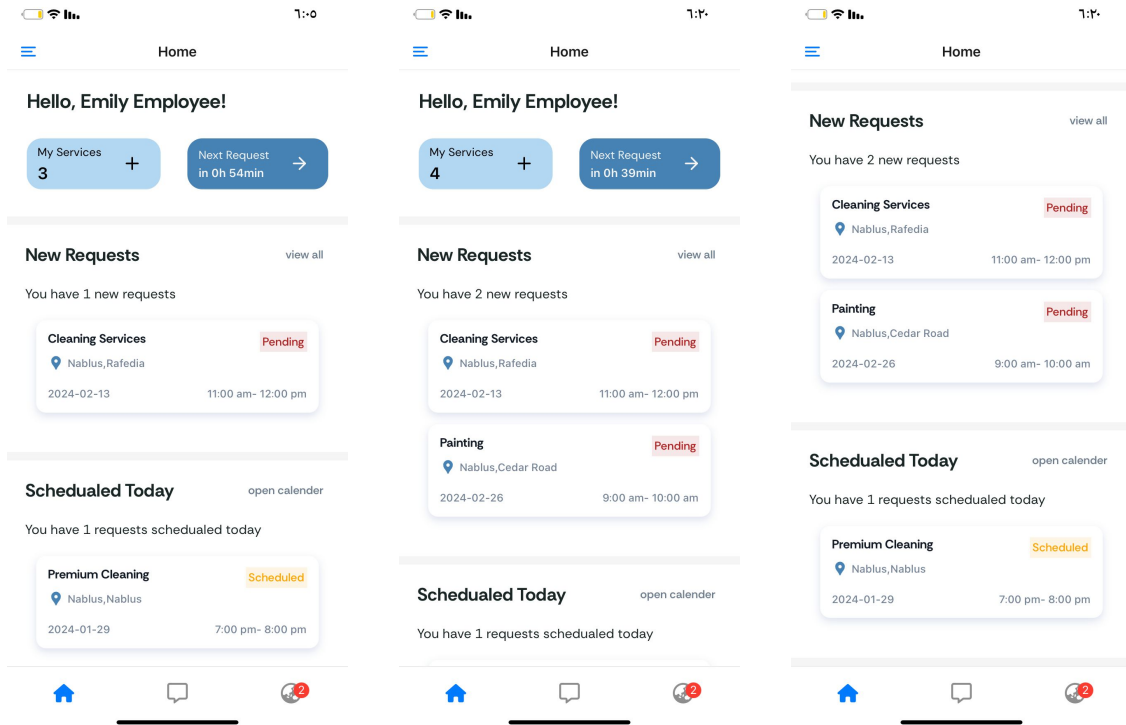 ٦:٠٥
Home
Hello, Emily Employee!
My Services
3
Next Request
in 0h 54min
New Requests
view all
You have 1 new requests
Cleaning Services
Pending
Nablus,Rafedia
2024-02-13
11:00 am- 12:00 pm
Schedualed Today
open calender
You have 1 requests schedualed today
Premium Cleaning
Scheduled
Nablus,Nablus
2024-01-29
7:00 pm- 8:00 pm
2
٦:٢٠
Home
Hello, Emily Employee!
My Services
4
Next Request
in 0h 39min
New Requests
view all
You have 2 new requests
Cleaning Services
Pending
Nablus,Rafedia
2024-02-13
11:00 am- 12:00 pm
Painting
Pending
Nablus,Cedar Road
2024-02-26
9:00 am- 10:00 am
Schedualed Today
open calender
You have 1 requests schedualed today
2
٦:٢٠
Home
New Requests
view all
You have 2 new requests
Cleaning Services
Pending
Nablus,Rafedia
2024-02-13
11:00 am- 12:00 pm
Painting
Pending
Nablus,Cedar Road
2024-02-26
9:00 am- 10:00 am
Schedualed Today
open calender
You have 1 requests schedualed today
Premium Cleaning
Scheduled
Nablus,Nablus
2024-01-29
7:00 pm- 8:00 pm
2